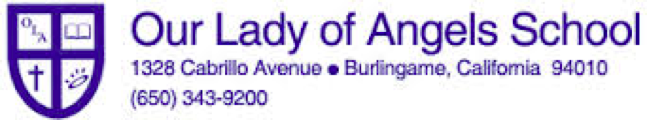 OLA
Our Lady of Angels School
1328 Cabrillo Avenue ● Burlingame, California 94010
(650) 343-9200